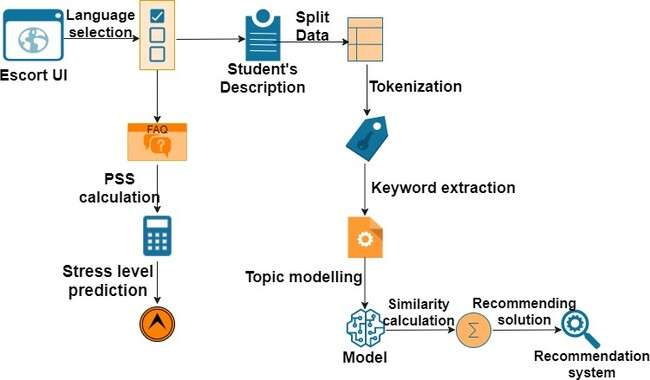 Language
selection
Escort UI
Student's
Description
Split
Data
Tokenization
FAQ
?
PSS
calculation
Keyword extraction
Stress level
prediction
Topic modelling
Model
Similarity
calculation
Σ
Recommending
solution
Recommendation
system